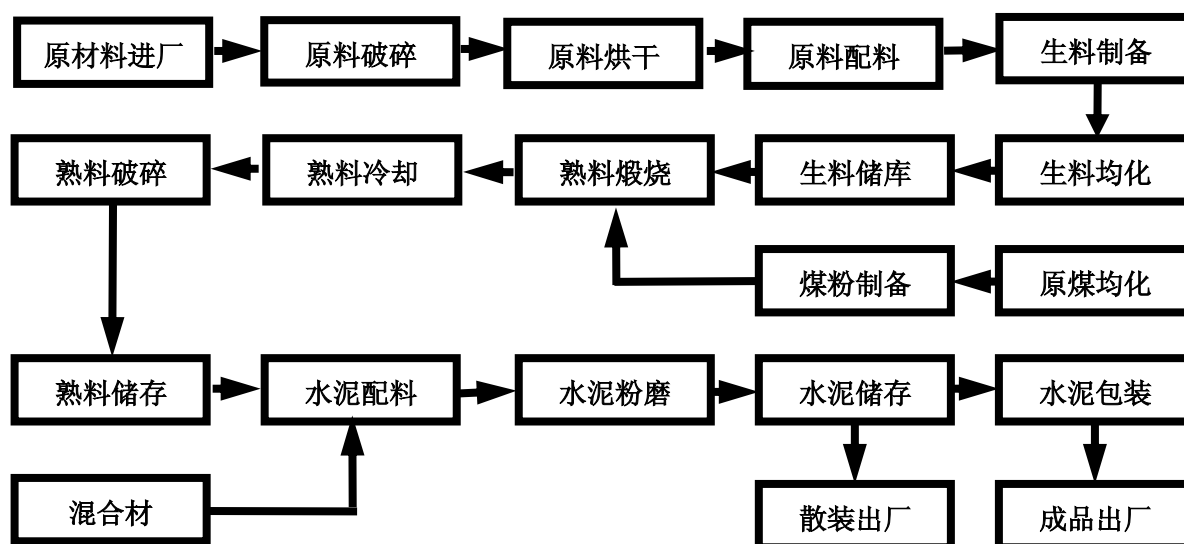 原材料进厂
原料破碎
原料烘干
原料配料
生料制备
熟料破碎
熟料冷却
熟料煅烧
生料储库
生料均化
煤粉制备
原煤均化
熟料储存
水泥配料
水泥粉磨
水泥储存
水泥包装
混合材
散装出厂
成品出厂